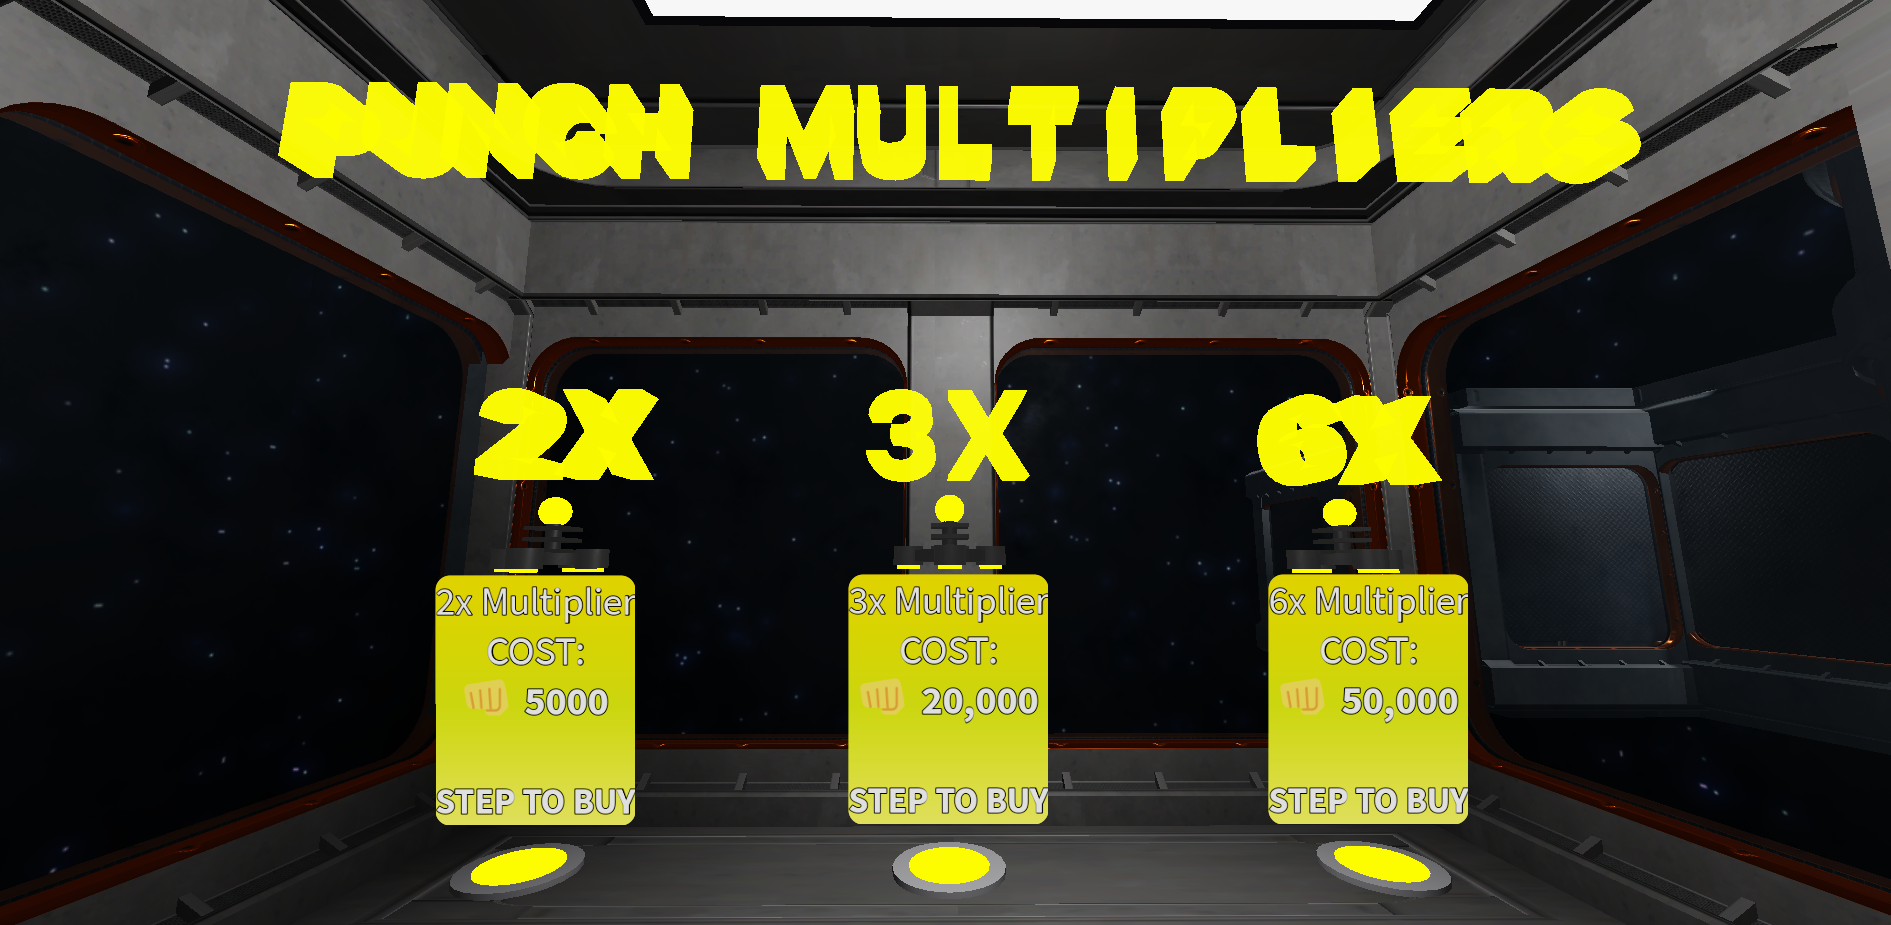 PUNCH MULTIPLIERS
2X
3X
6X
2x Multiplier
COST:
5000
STEP TO BUY
3x Multiplier
COST:
20,000
STEP TO BUY
6x Multiplier
COST:
50,000
STEP TO BUY